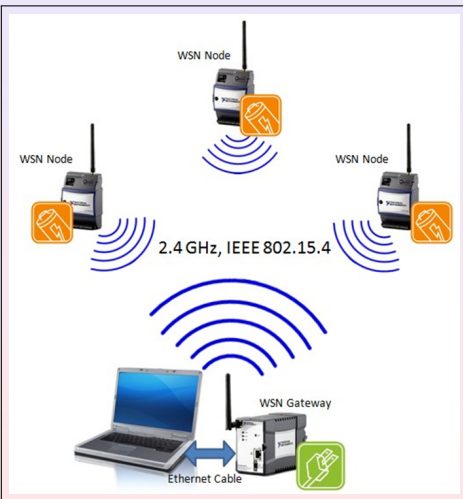 WSN Node
WSN Node
WSN Node
2.4 GHz, IEEE 802.15.4
WSN Gateway
Ethernet Cable